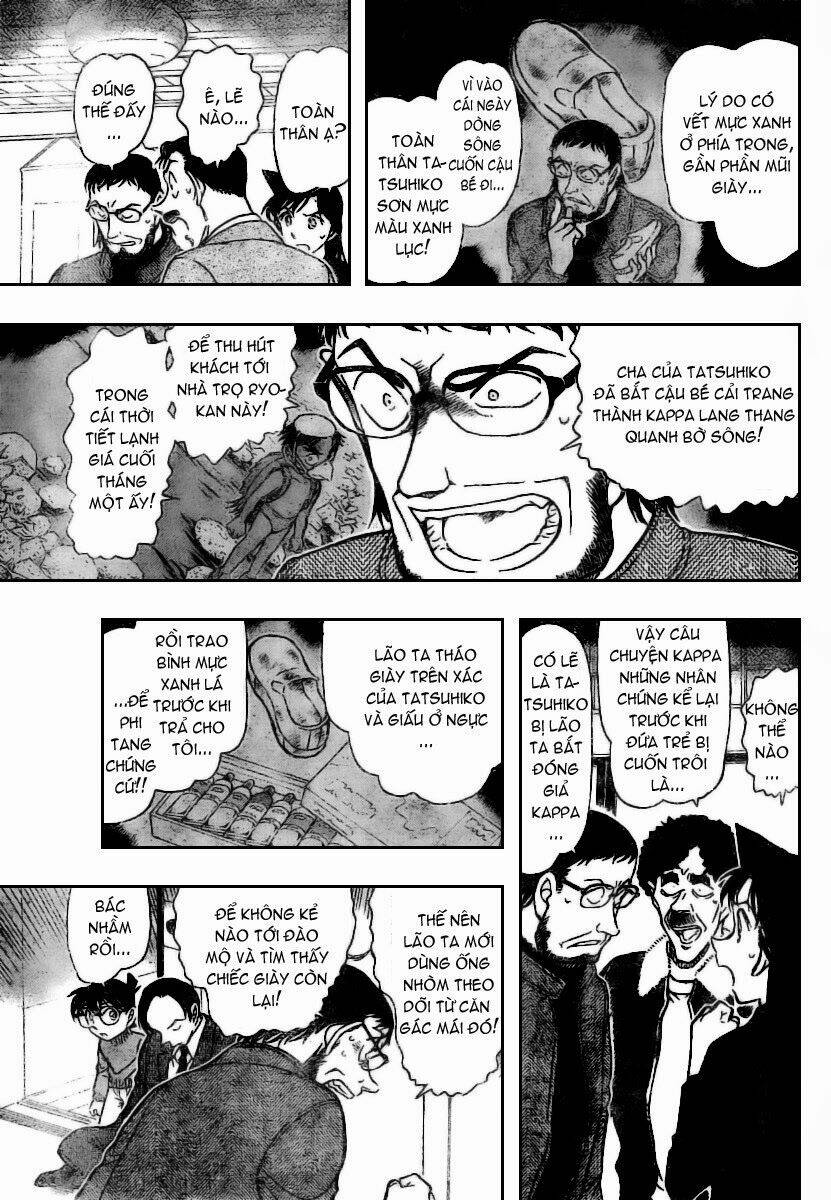 LÝ DO CÓ
VẾT MỰC XANH
Ở PHÍA TRONG,
GẦN PHẦN MŨI
GIÀY...
VÌ VÀO
CÁI NGÀY
DÒNG
SÔNG
CUỐN CẬU
BÉ ĐI...
TOÀN
THÂN TA-
TSUHIKO
SƠN MỰC
MÀU XANH
LỤC!
TOÀN
THÂN Ạ?
Ê, LẼ
NÀO...
ĐÚNG
THẾ ĐẤY
...
CHA CỦA TATSUHIKO
ĐÃ BẮT CẬU BÉ CẢI TRANG
THÀNH KAPPA LANG THANG
QUANH BỜ SÔNG!
ĐỂ THU HÚT
KHÁCH TỚI
NHÀ TRỌ RYO-
KAN NÀY!
TRONG
CÁI THỜI
TIẾT LẠNH
GIÁ CUỐI
THÁNG
MỘT ẤY!
KHÔNG
THỂ NÀO
...
VẬY CÂU
CHUYỆN KAPPA
NHỮNG NHÂN
CHỨNG KỂ LẠI
TRƯỚC KHI
ĐỨA TRẺ BỊ
CUỐN TRÔI
LÀ...
CÓ LẼ
LÀ TA-
TSUHIKO
BỊ LÃO
TA BẮT
ĐÓNG
GIẢ
KAPPA
...
LÃO TA THÁO
GIÀY TRÊN XÁC
CỦA TATSUHIKO
VÀ GIẤU Ở NGỰC
...
RỒI TRAO
BÌNH MỰC
XANH LÁ
TRƯỚC KHI
TRẢ CHO
TÔI...
...ĐỂ
PHI
TANG
CHỨNG
CỨ!!
THẾ NÊN
LÃO TA MỚI
DÙNG ỐNG
NHÒM THEO
DÕI TỪ CĂN
GÁC MÁI ĐÓ!
ĐỂ KHÔNG KẺ
NÀO TỚI ĐÀO
MỘ VÀ TÌM THẤY
CHIẾC GIÀY CÒN
LẠI!
BÁC
NHẦM
RỒI...